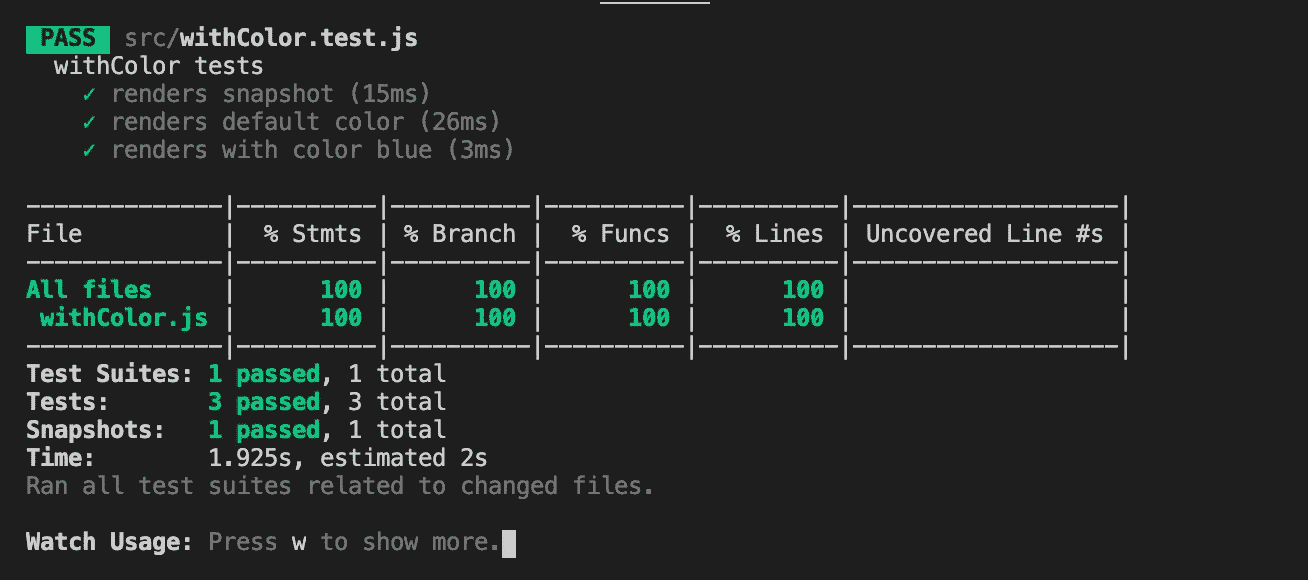 PASS src/withColor.test.js
withColor tests
✓ renders snapshot (15ms)
✓ renders default color (26ms)
✓ renders with color blue (3ms)
--------------|----------|----------|----------|----------|-------------------|
File | % Stmts | % Branch | % Funcs | % Lines | Uncovered Line #s |
--------------|----------|----------|----------|----------|-------------------|
All files | 100 | 100 | 100 | 100 | |
withColor.js | 100 | 100 | 100 | 100 | |
--------------|----------|----------|----------|----------|-------------------|
Test Suites: 1 passed, 1 total
Tests: 3 passed, 3 total
Snapshots: 1 passed, 1 total
Time: 1.925s, estimated 2s
Ran all test suites related to changed files.
Watch Usage: Press w to show more.